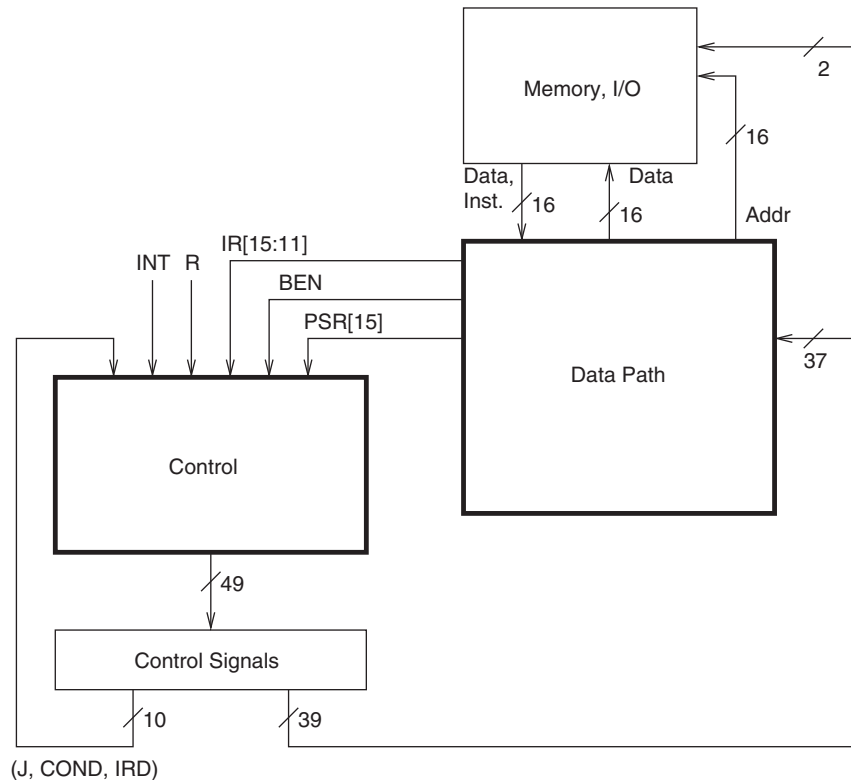 2
Memory, I/O
16
Data,
Inst.
16
16
Data
Addr
IR[15:11]
INT R
BEN
PSR[15]
37
Data Path
Control
49
Control Signals
10
39
(J, COND, IRD)